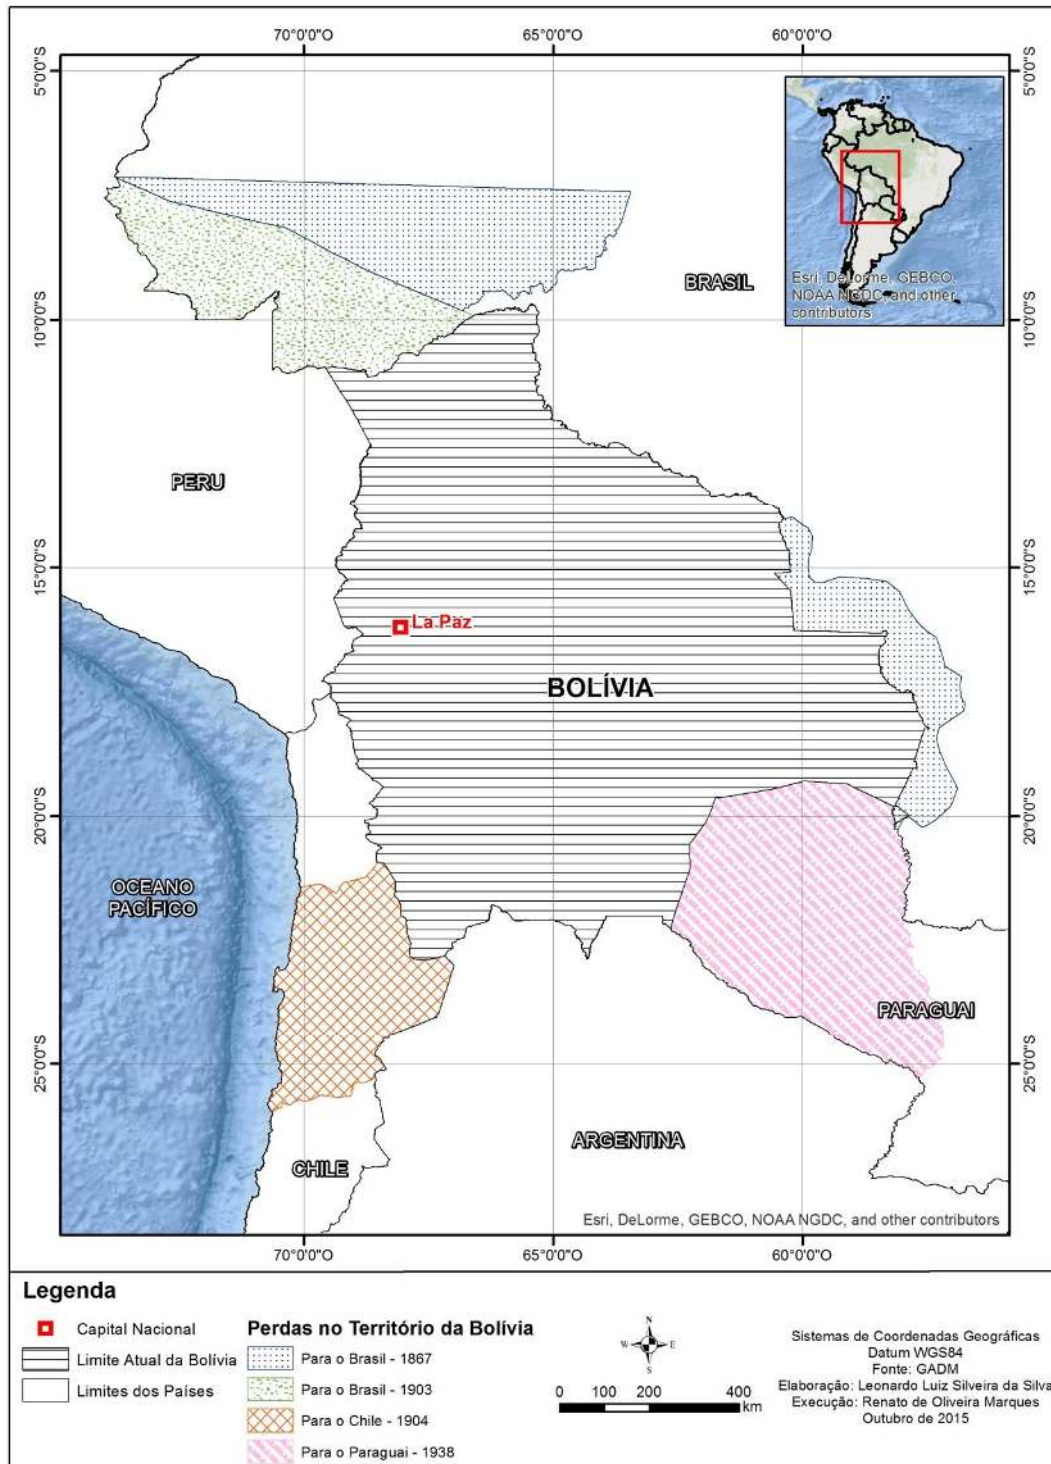 70°0'0"O 65°0'0"O 60°0'0"O
5°0'0"S 5°0'0"S
Esri, DeLorme, GEBCO,
NOAA NGDC, and other
contributors
BRASIL
10°0'0"S 10°0'0"S
PERU
15°0'0"S 15°0'0"S
La Paz
BOLÍVIA
20°0'0"S 20°0'0"S
OCEANO
PACÍFICO
PARAGUAI
25°0'0"S 25°0'0"S
ARGENTINA
CHILE
Esri, DeLorme, GEBCO, NOAA NGDC, and other contributors
70°0'0"O 65°0'0"O 60°0'0"O
Legenda
Capital Nacional
Limite Atual da Bolívia
Limites dos Países
Perdas no Território da Bolívia
Para o Brasil - 1867
Para o Brasil - 1903
Para o Chile - 1904
Para o Paraguai - 1938
N
W E
S
0 100 200 400
km
Sistemas de Coordenadas Geográficas
Datum WGS84
Fonte: GADM
Elaboração: Leonardo Luiz Silveira da Silva
Execução: Renato de Oliveira Marques
Outubro de 2015